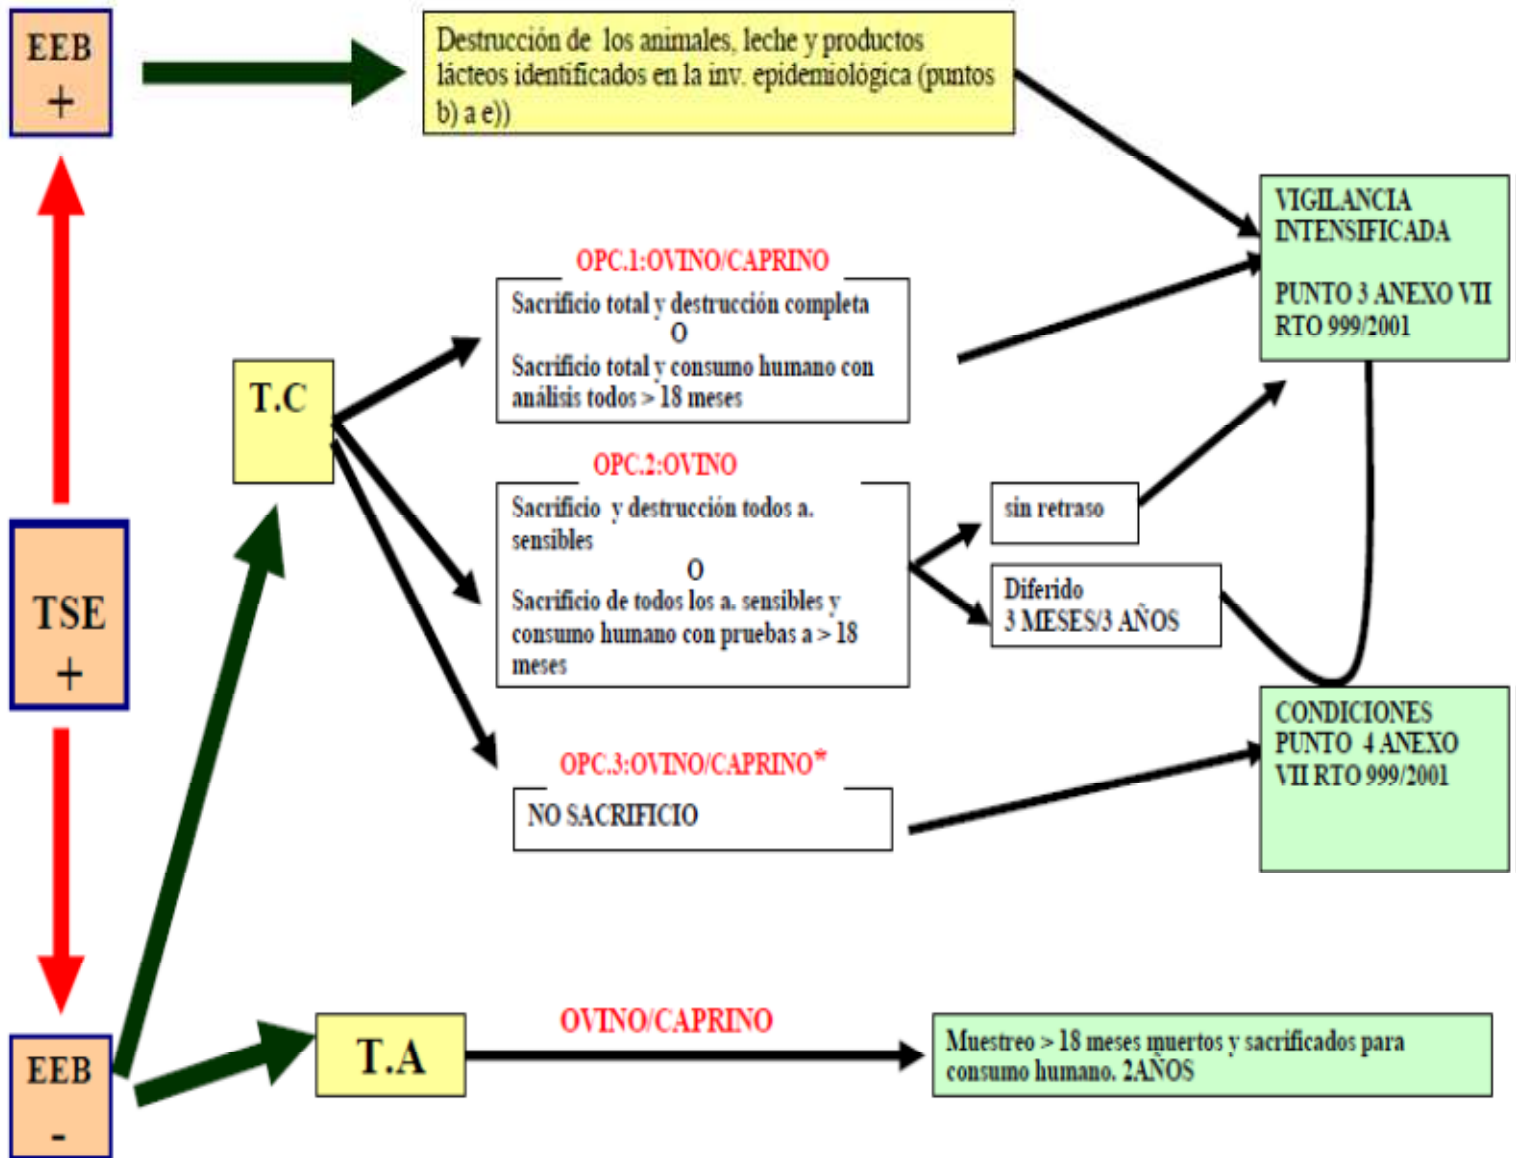 EEB
+
Destrucción de los animales, leche y productos
lácteos identificados en la inv. epidemiológica (puntos
b) a e))
VIGILANCIA
INTENSIFICADA
PUNTO 3 ANEXO VII
RTO 999/2001
OPC.1:OVINO/CAPRINO
Sacrificio total y destrucción completa
O
Sacrificio total y consumo humano con
análisis todos > 18 meses
T.C
OPC.2:OVINO
Sacrificio y destrucción todos a.
sensibles
O
Sacrificio de todos los a. sensibles y
consumo humano con pruebas a > 18
meses
sin retraso
Diferido
3 MESES/3 AÑOS
TSE
+
CONDICIONES
PUNTO 4 ANEXO
VII RTO 999/2001
OPC.3:OVINO/CAPRINO*
NO SACRIFICIO
EEB
-
T.A
OVINO/CAPRINO
Muestreo > 18 meses muertos y sacrificados para
consumo humano. 2AÑOS